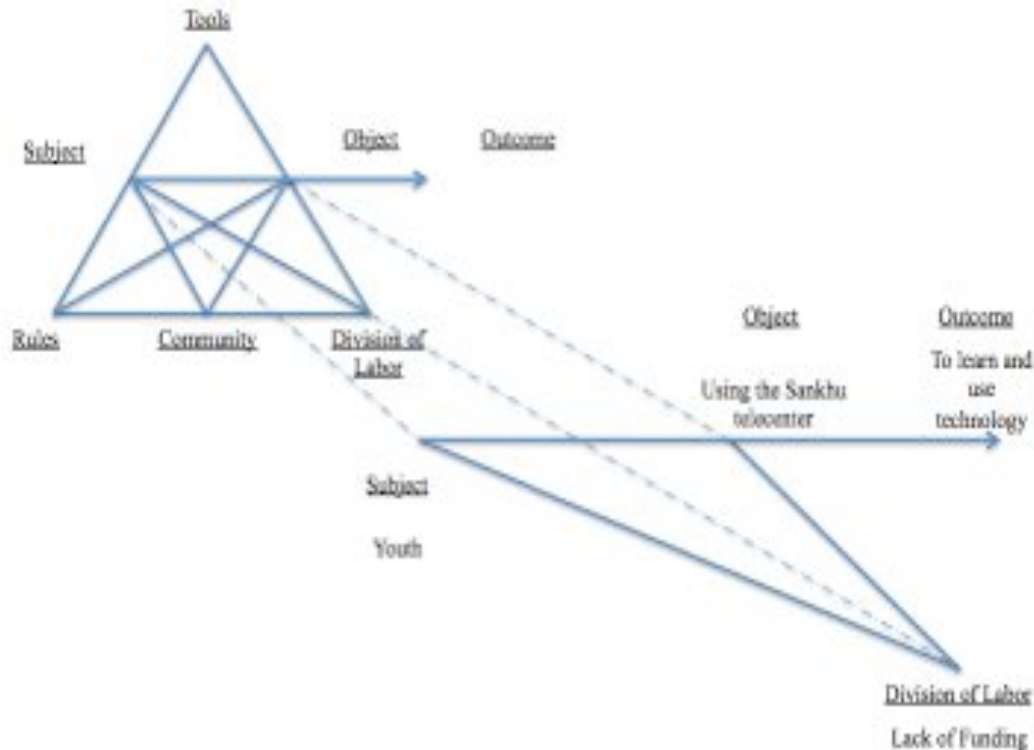 Tools
Subject
Object
Outcome
Rules
Community
Division of
Labor
Object
Outcome
Using the Sankhu
telecenter
To learn and
use
technology
Subject
Youth
Division of Labor
Lack of Funding